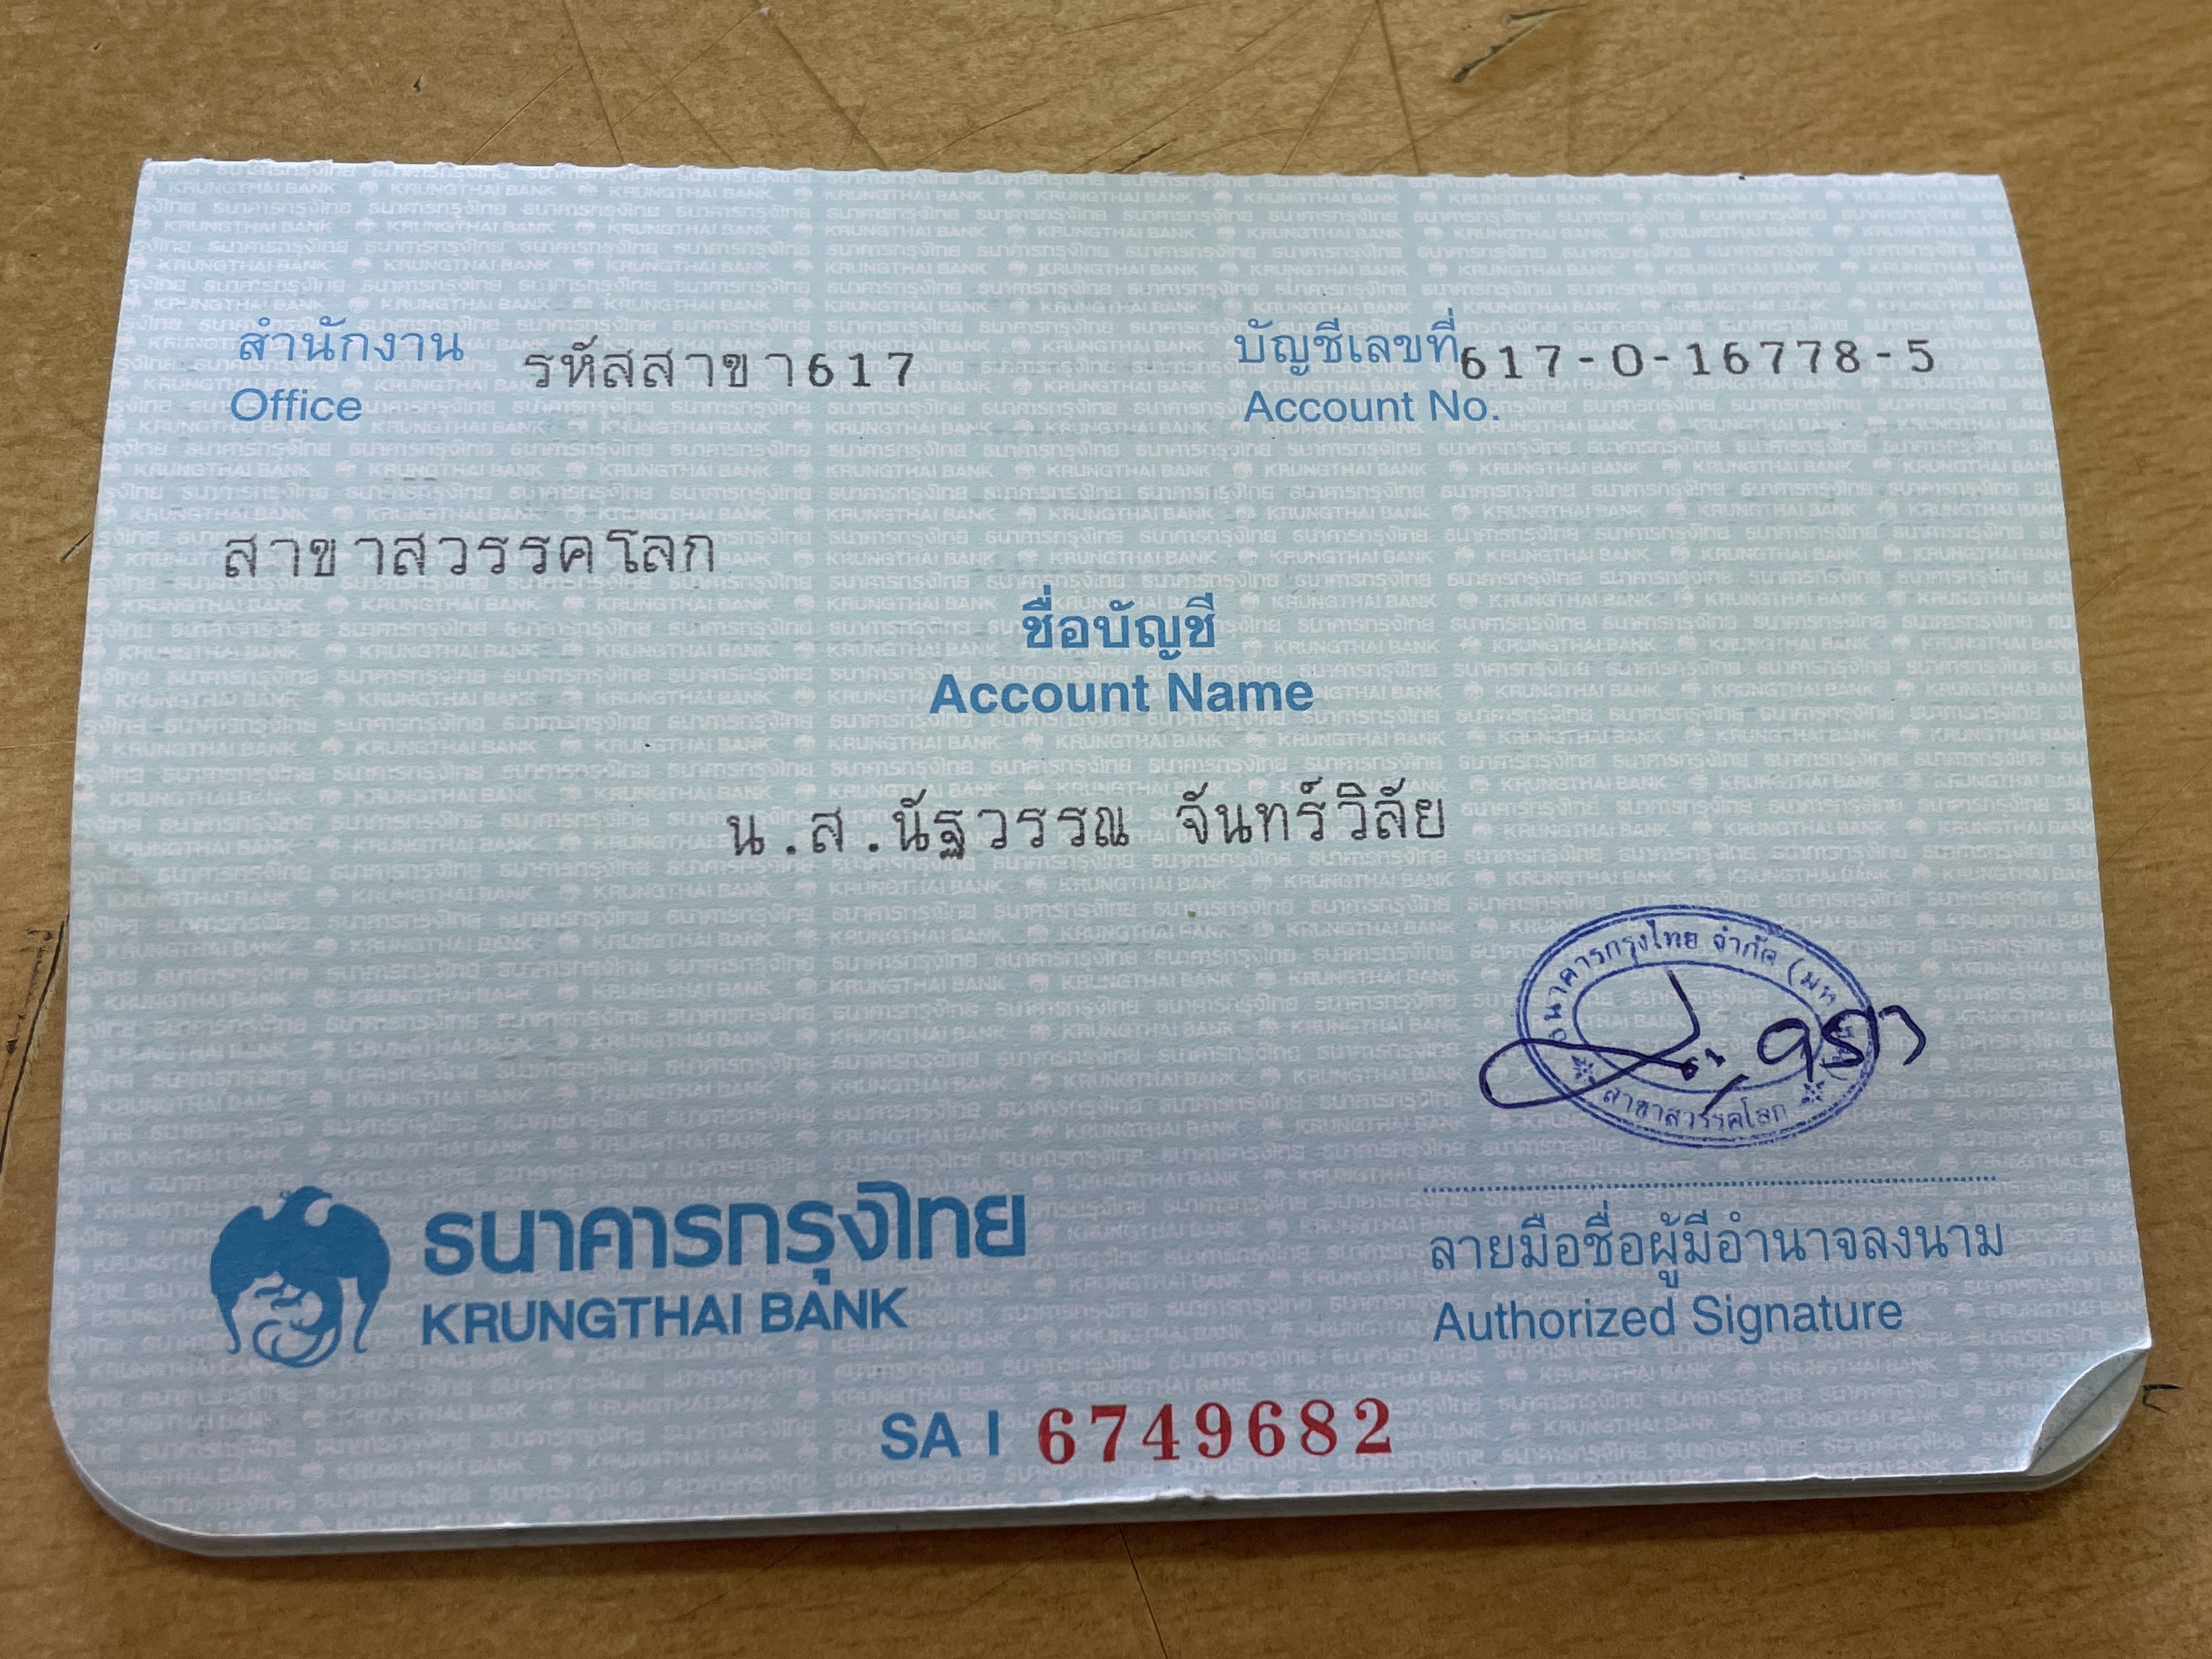 สำนักงาน รหัสสาขา617 บัญชีเลขที่ 617-0-16778-5
Office Account No.
สาขาสวรรคโลก
ชื่อบัญชี
Account Name
น.ส.นัฐวรรณ จันทร์วิลัย
ธนาคารกรุงไทย จำกัด (มห
สาขาสวรรคโลก
ธนาคารกรุงไทย
KRUNGTHAI BANK
ลายมือชื่อผู้มีอำนาจลงนาม
Authorized Signature
SA I 6749682